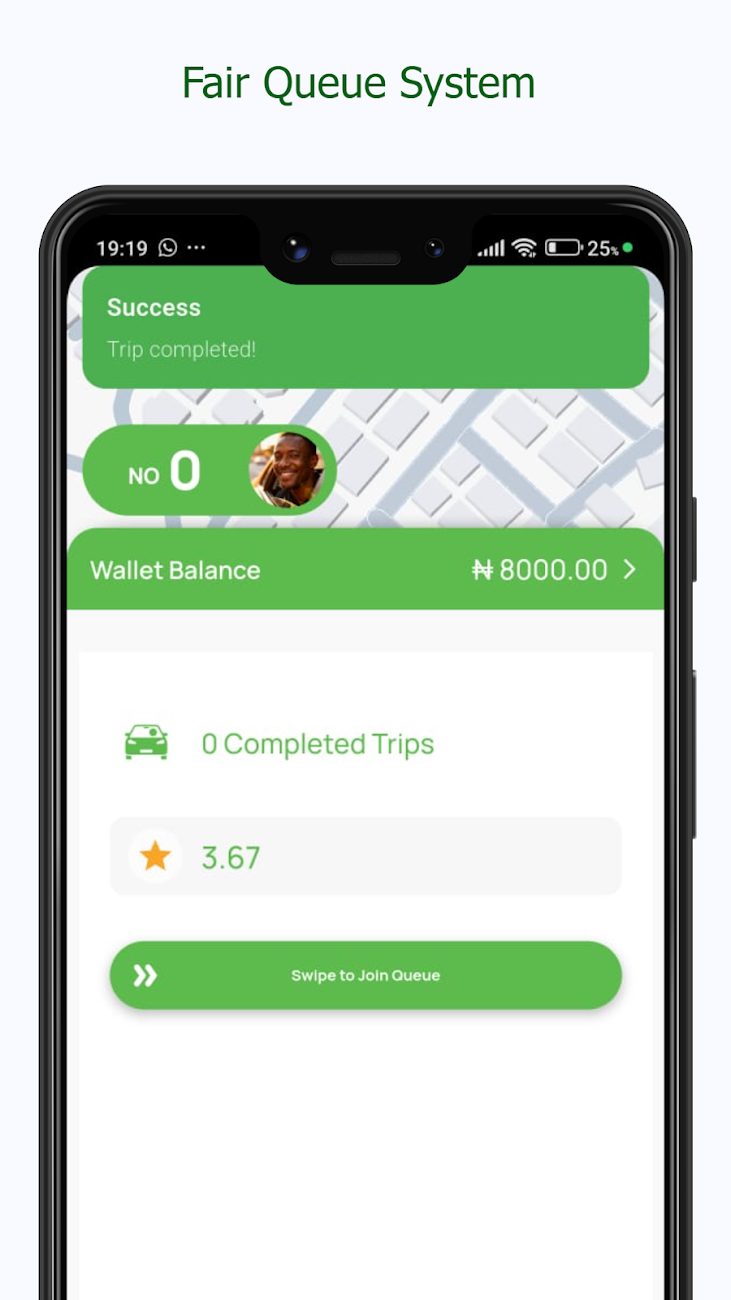 Fair Queue System
19:19 ... 25%
Success
Trip completed!
NO 0
Wallet Balance ₦ 8000.00 >
0 Completed Trips
3.67
» Swipe to Join Queue